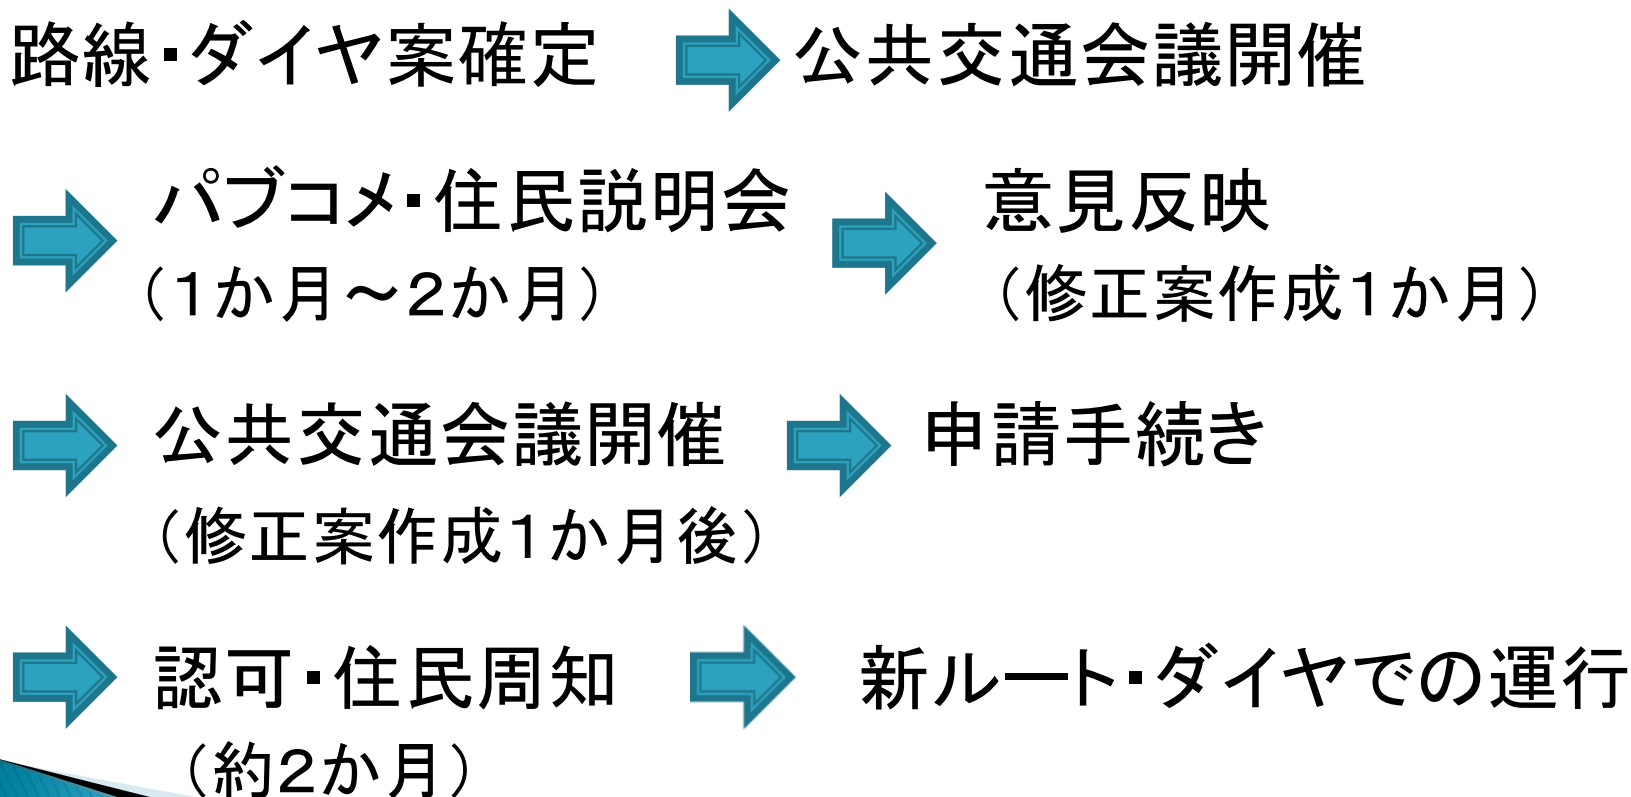 路線・ダイヤ案確定 公共交通会議開催
パブコメ・住民説明会 意見反映
（１か月～２か月） （修正案作成１か月）
公共交通会議開催 申請手続き
（修正案作成１か月後）
認可・住民周知 新ルート・ダイヤでの運行
（約２か月）